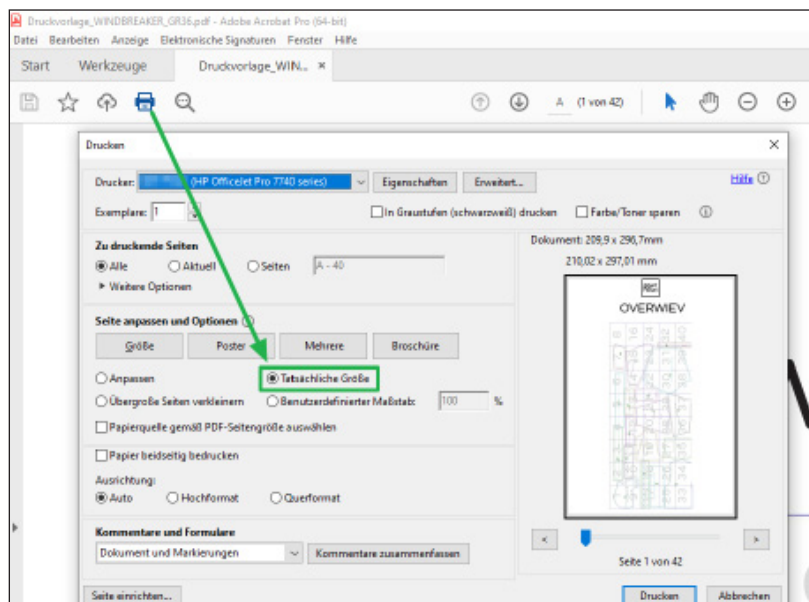 Druckvorlage_WINDBREAKER_GR36.pdf - Adobe Acrobat Pro (64-bit)
Datei Bearbeiten Anzeige Elektronische Signaturen Fenster Hilfe
Start Werkzeuge Druckvorlage_WIN... ×
A (1 von 42)
Drucken
Drucker: (HP OfficeJet Pro 7740 series) Eigenschaften Erweitert... Hilfe
Exemplare: 1 In Graustufen (schwarzweiß) drucken Farbe/Toner sparen
Zu druckende Seiten
Alle Aktuell Seiten A - 40
Weitere Optionen
Seite anpassen und Optionen
Größe Poster Mehrere Broschüre
Anpassen Tatsächliche Größe
Übergroße Seiten verkleinern Benutzerdefinierter Maßstab: 100 %
Papierquelle gemäß PDF-Seitengröße auswählen
Papier beidseitig bedrucken
Ausrichtung:
Auto Hochformat Querformat
Kommentare und Formulare
Dokument und Markierungen Kommentare zusammenfassen
Seite einrichten...
Dokument: 209,9 x 296,7mm
210,02 x 297,01 mm
OVERWIEV
< >
Seite 1 von 42
Drucken Abbrechen